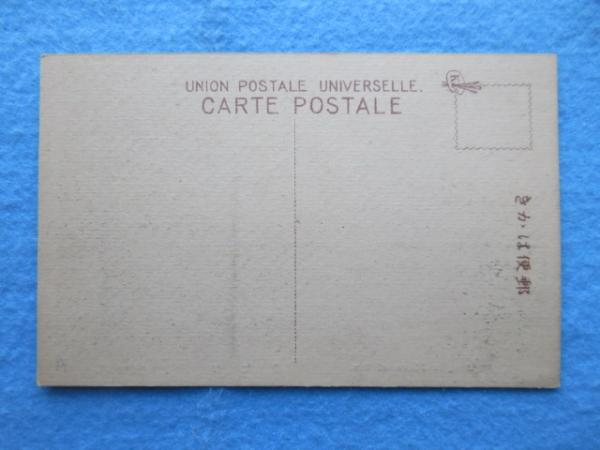 UNION POSTALE UNIVERSELLE.
CARTE POSTALE
きかは便郵